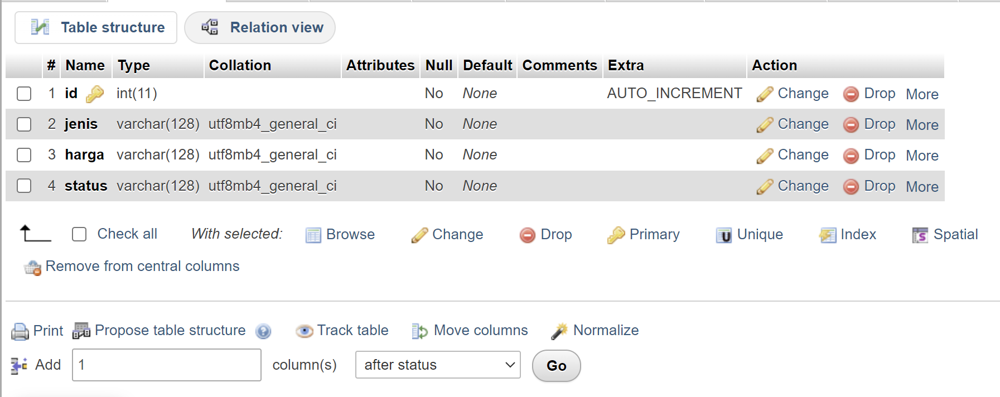 Table structure Relation view
# Name Type Collation Attributes Null Default Comments Extra Action
1 id int(11) No None AUTO_INCREMENT Change Drop More
2 jenis varchar(128) utf8mb4_general_ci No None Change Drop More
3 harga varchar(128) utf8mb4_general_ci No None Change Drop More
4 status varchar(128) utf8mb4_general_ci No None Change Drop More
Check all With selected: Browse Change Drop Primary Unique Index Spatial
Remove from central columns
Print Propose table structure Track table Move columns Normalize
Add 1 column(s) after status Go